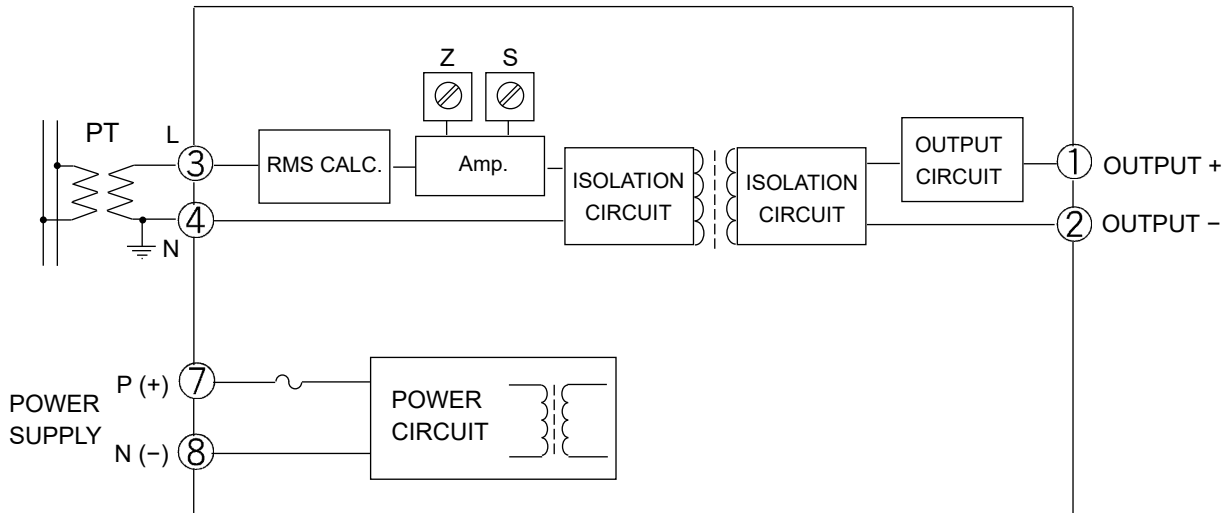 Z
S
PT
L
3
RMS CALC.
Amp.
ISOLATION
CIRCUIT
ISOLATION
CIRCUIT
OUTPUT
CIRCUIT
1
OUTPUT +
4
N
2
OUTPUT −
POWER
SUPPLY
P (+)
7
N (−)
8
POWER
CIRCUIT